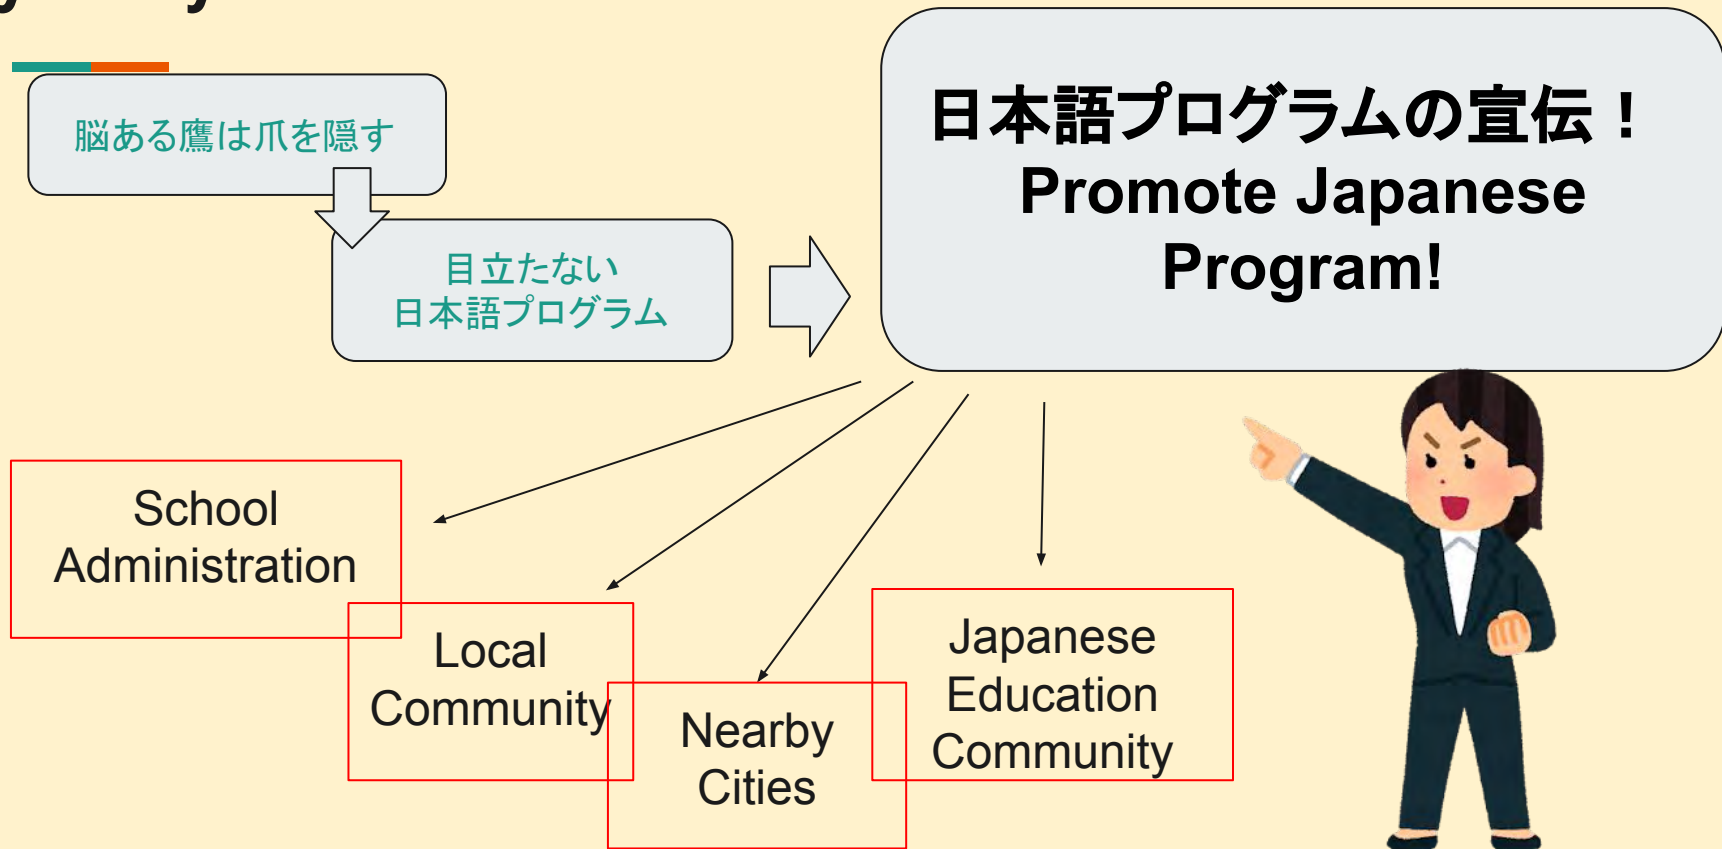 脳ある鷹は爪を隠す
目立たない
日本語プログラム
日本語プログラムの宣伝！
Promote Japanese
Program!
School
Administration
Local
Community
Nearby
Cities
Japanese
Education
Community